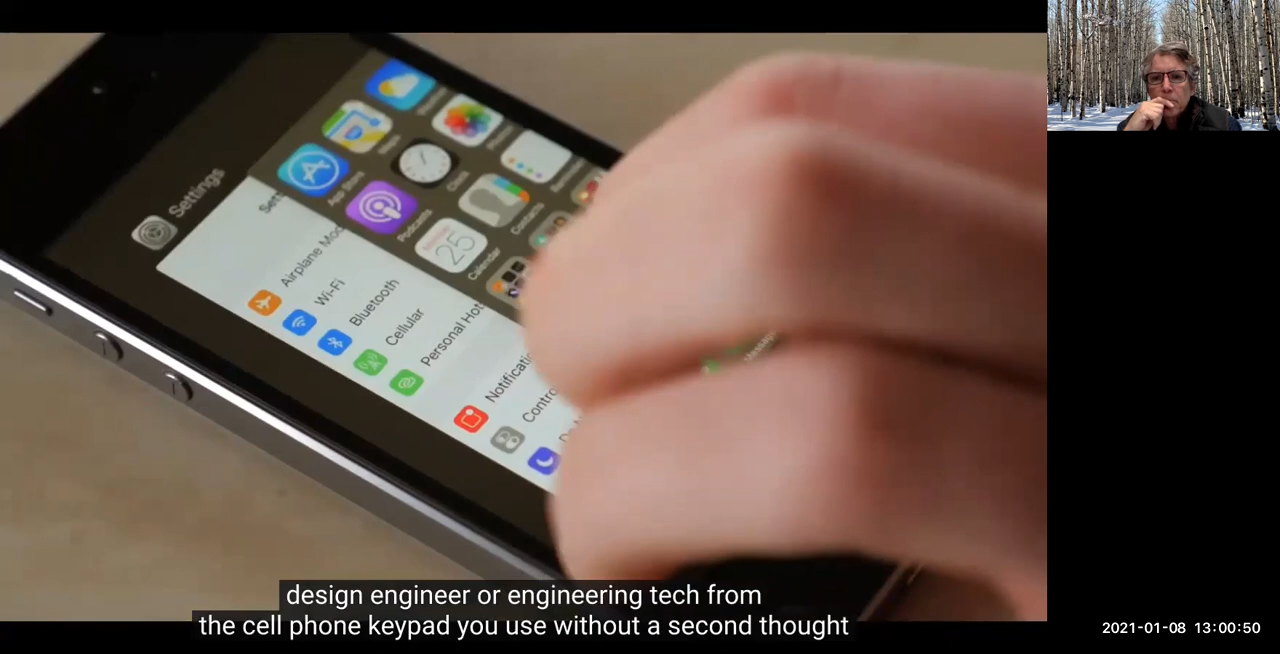 Settings
Airplane Mod
Wi-Fi
Bluetooth
Cellular
Personal Hot
Notificati
Contro
App Store
Podcasts
Maps
Clock
Calendar
25
Contacts
design engineer or engineering tech from
the cell phone keypad you use without a second thought
2021-01-08 13:00:50